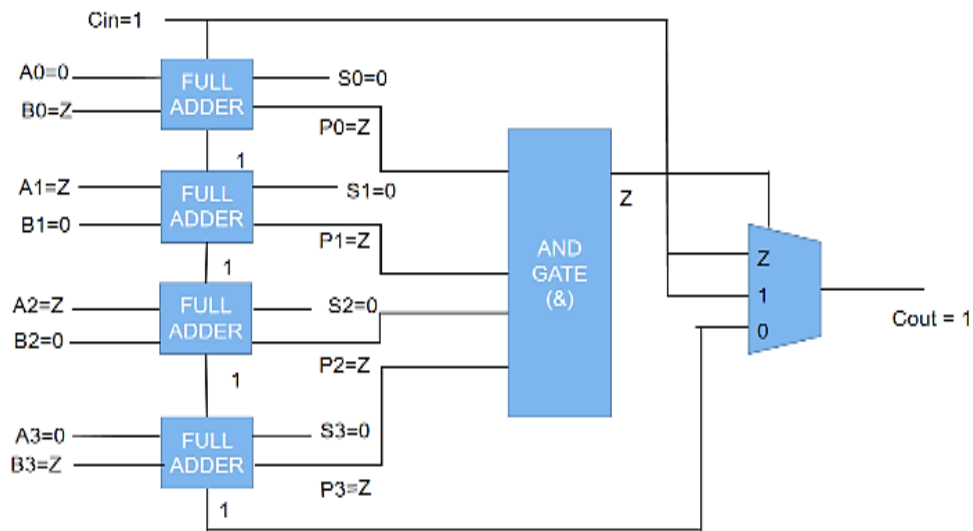 Cin=1
A0=0
B0=Z
FULL
ADDER
S0=0
P0=Z
1
A1=Z
B1=0
FULL
ADDER
S1=0
P1=Z
1
A2=Z
B2=0
FULL
ADDER
S2=0
P2=Z
1
A3=0
B3=Z
FULL
ADDER
S3=0
P3=Z
1
AND
GATE
(&)
Z
Z
1
0
Cout = 1